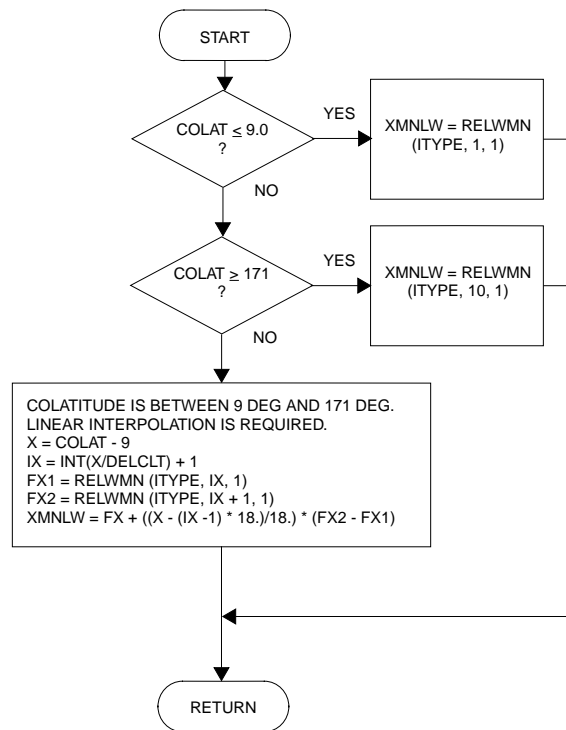 START
COLAT ≤ 9.0
?
YES
XMNLW = RELWMN
(ITYPE, 1, 1)
NO
COLAT ≥ 171
?
YES
XMNLW = RELWMN
(ITYPE, 10, 1)
NO
COLATITUDE IS BETWEEN 9 DEG AND 171 DEG.
LINEAR INTERPOLATION IS REQUIRED.
X = COLAT - 9
IX = INT(X/DELCLT) + 1
FX1 = RELWMN (ITYPE, IX, 1)
FX2 = RELWMN (ITYPE, IX + 1, 1)
XMNLW = FX + ((X - (IX -1) * 18.)/18.) * (FX2 - FX1)
RETURN